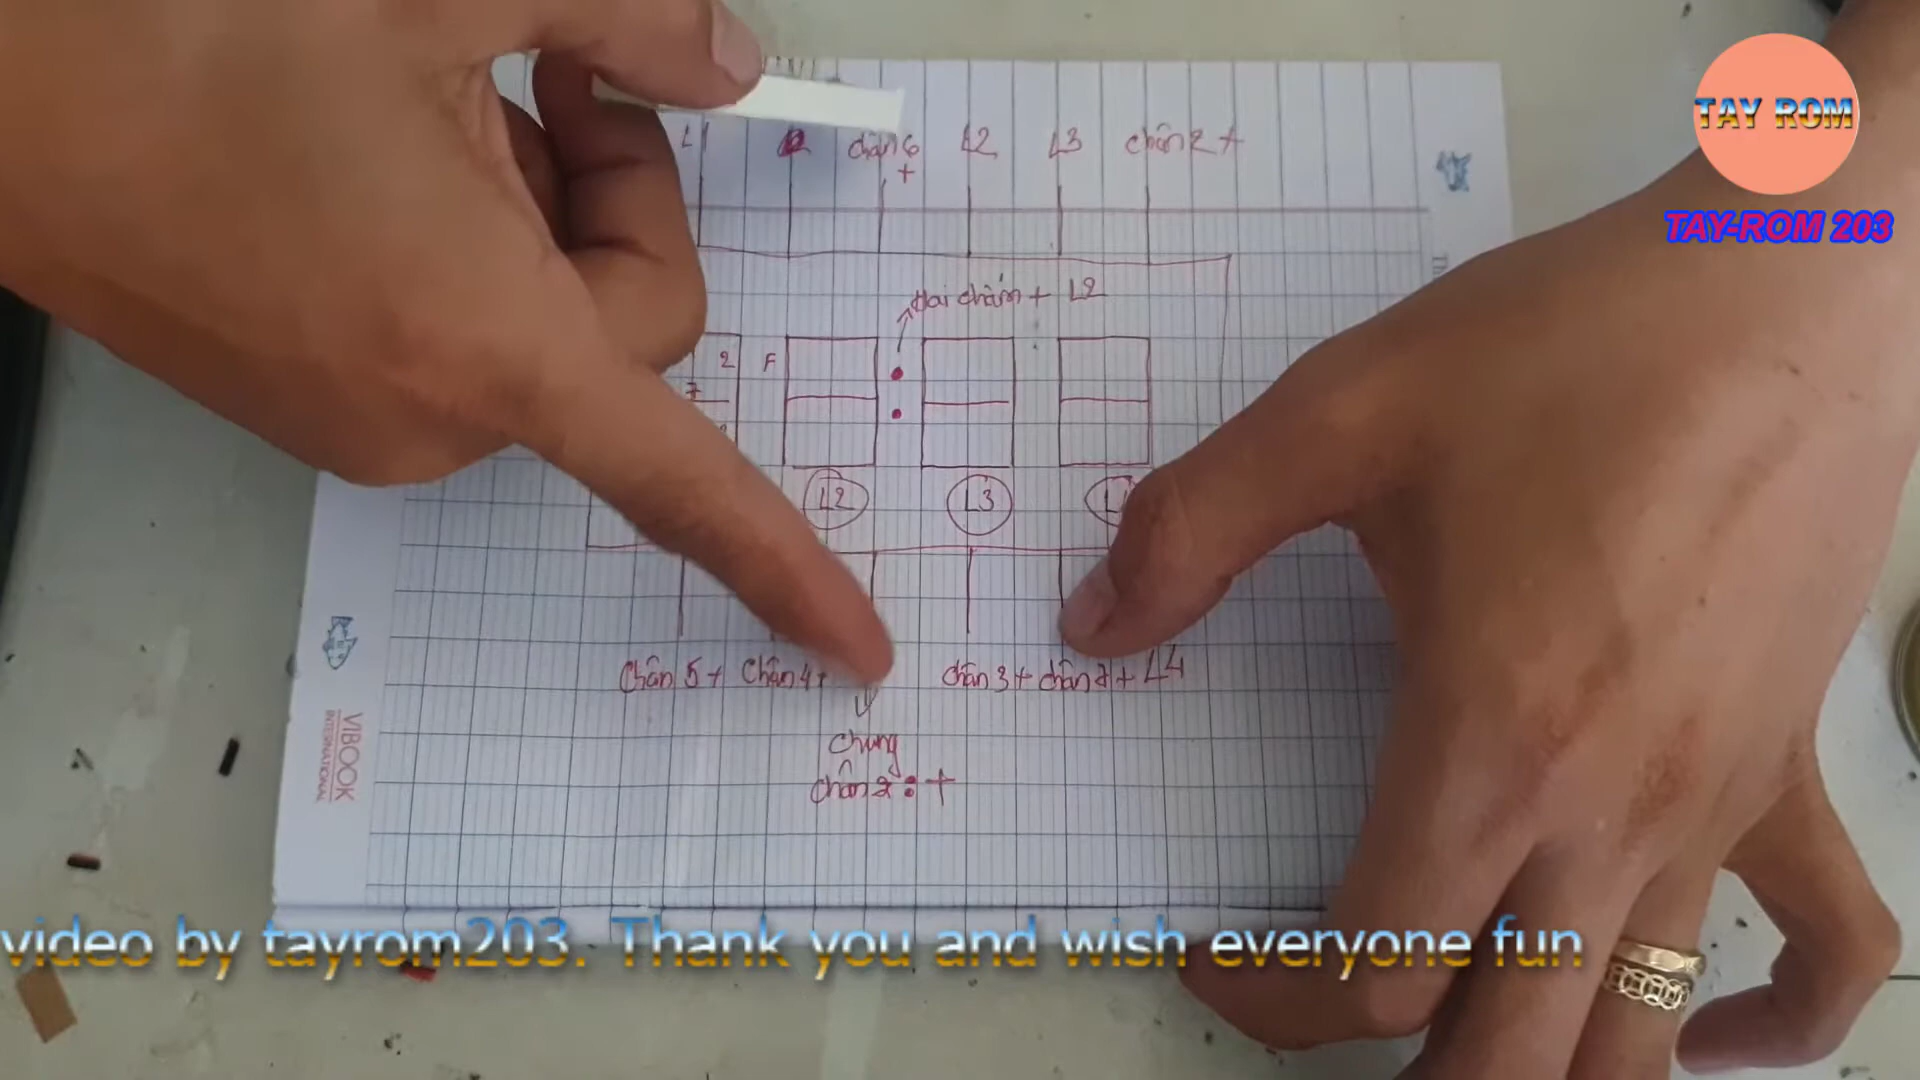 TAY ROM
TAY-ROM 203
L1 chân 6 L2 L3 chân 2 +
+
Hai chấm + L2
2 F
7
L2 L3
Chân 5 + Chân 4 + chân 3 + chân 7 + L4
chung
chân 2 : +
VIBOOK
INTERNATIONAL
video by tayrom203. Thank you and wish everyone fun